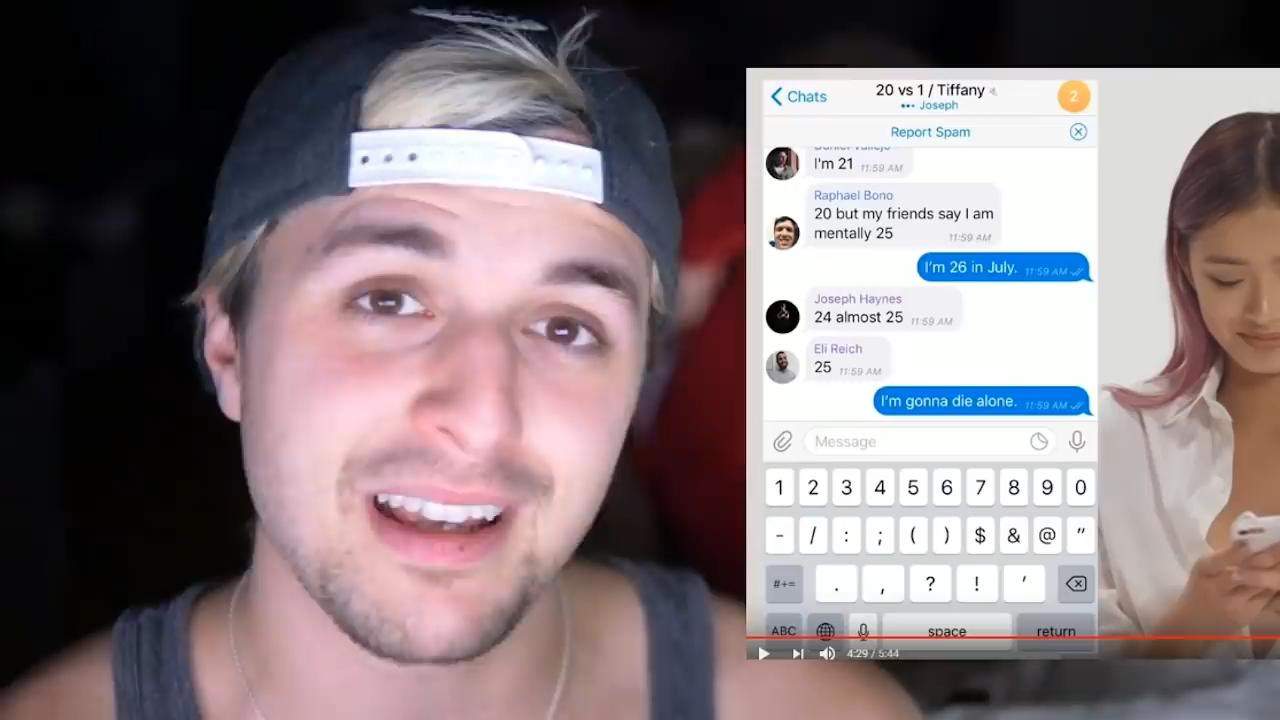 Chats
20 vs 1 / Tiffany
••• Joseph
2
Report Spam
I'm 21 11:59 AM
Raphael Bono
20 but my friends say I am
mentally 25
11:59 AM
I'm 26 in July. 11:59 AM
Joseph Haynes
24 almost 25 11:59 AM
Eli Reich
25 11:59 AM
I'm gonna die alone. 11:59 AM
Message
1 2 3 4 5 6 7 8 9 0
- / : ; ( ) $ & @ "
#+= . , ? ! '
ABC space return
4:29 / 5:44